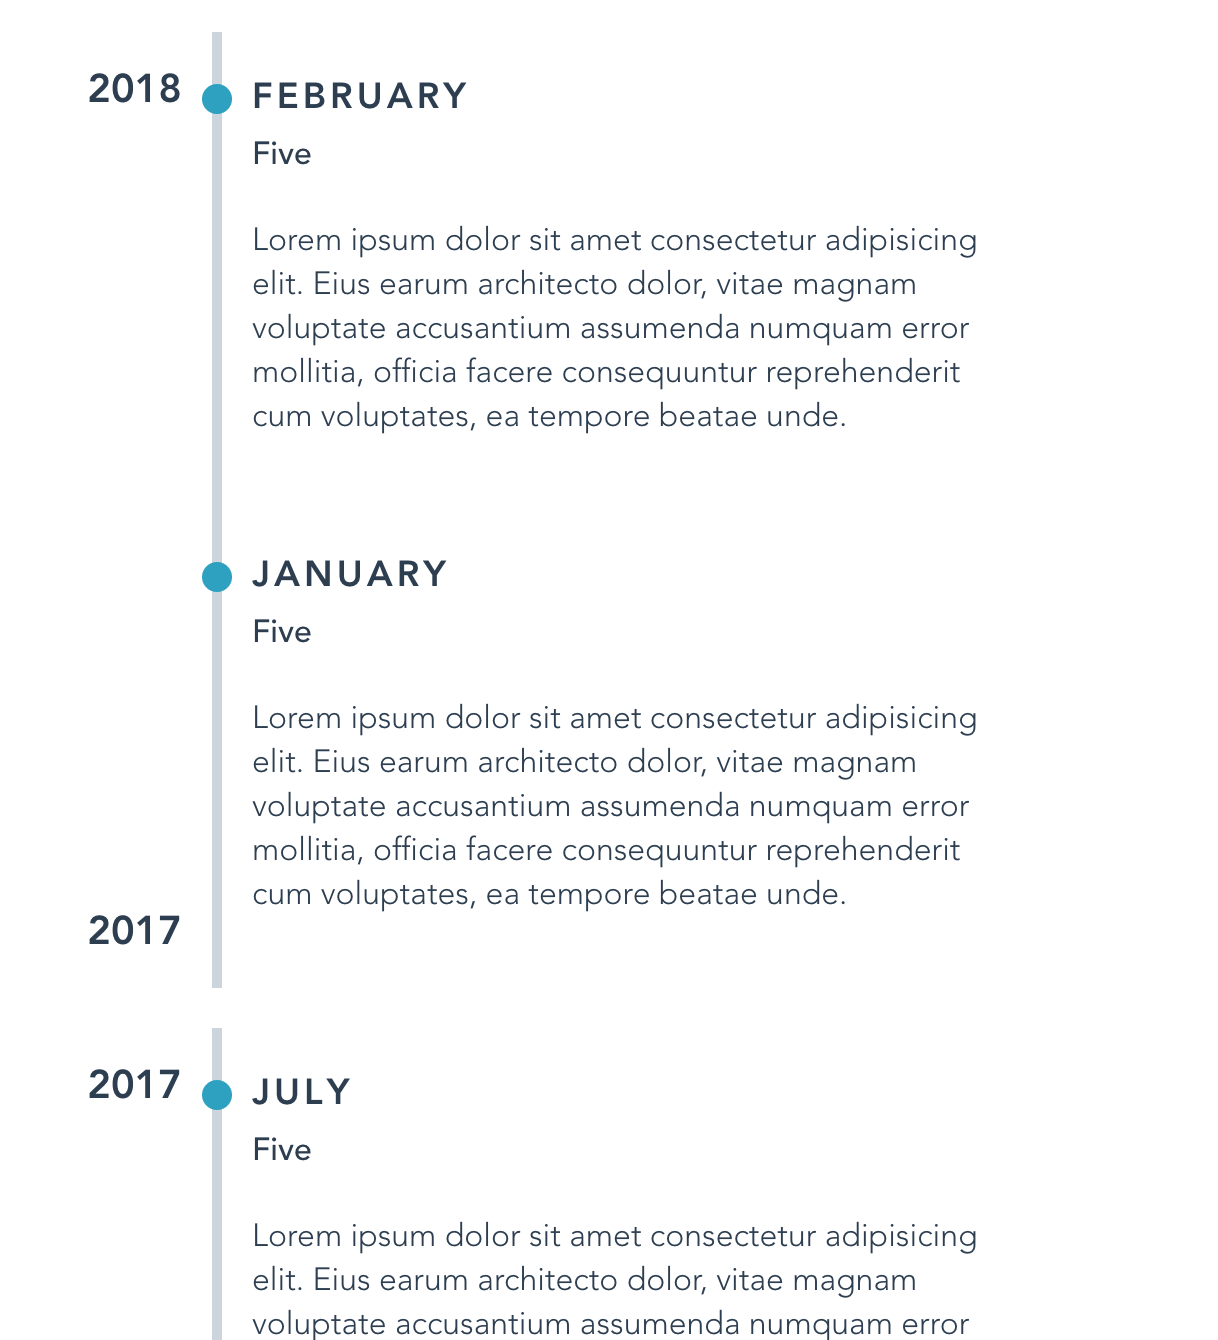 2018
FEBRUARY
Five
Lorem ipsum dolor sit amet consectetur adipisicing
elit. Eius earum architecto dolor, vitae magnam
voluptate accusantium assumenda numquam error
mollitia, officia facere consequuntur reprehenderit
cum voluptates, ea tempore beatae unde.
JANUARY
Five
Lorem ipsum dolor sit amet consectetur adipisicing
elit. Eius earum architecto dolor, vitae magnam
voluptate accusantium assumenda numquam error
mollitia, officia facere consequuntur reprehenderit
cum voluptates, ea tempore beatae unde.
2017
2017
JULY
Five
Lorem ipsum dolor sit amet consectetur adipisicing
elit. Eius earum architecto dolor, vitae magnam
voluptate accusantium assumenda numquam error